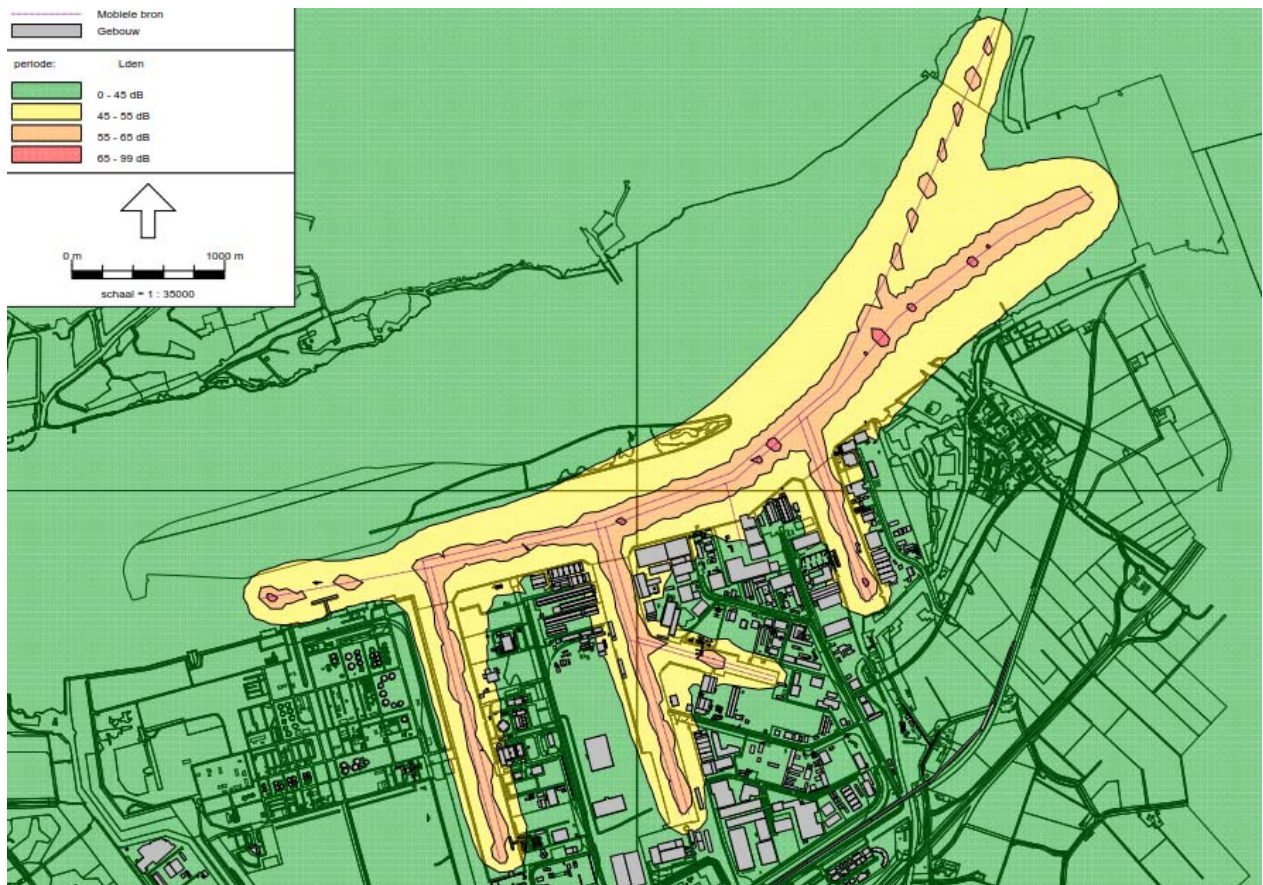 Mobiele bron
Gebouw
periode: Lden
0 - 45 dB
45 - 55 dB
55 - 65 dB
65 - 99 dB
0 m 1000 m
schaal = 1 : 35000